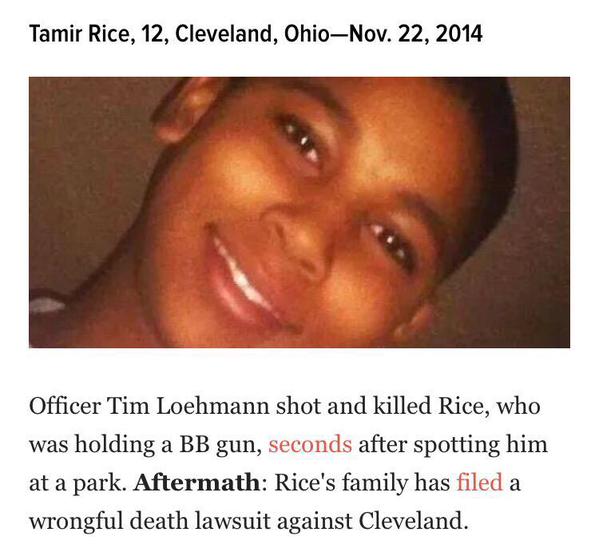 Tamir Rice, 12, Cleveland, Ohio—Nov. 22, 2014
Officer Tim Loehmann shot and killed Rice, who
was holding a BB gun, seconds after spotting him
at a park. Aftermath: Rice's family has filed a
wrongful death lawsuit against Cleveland.